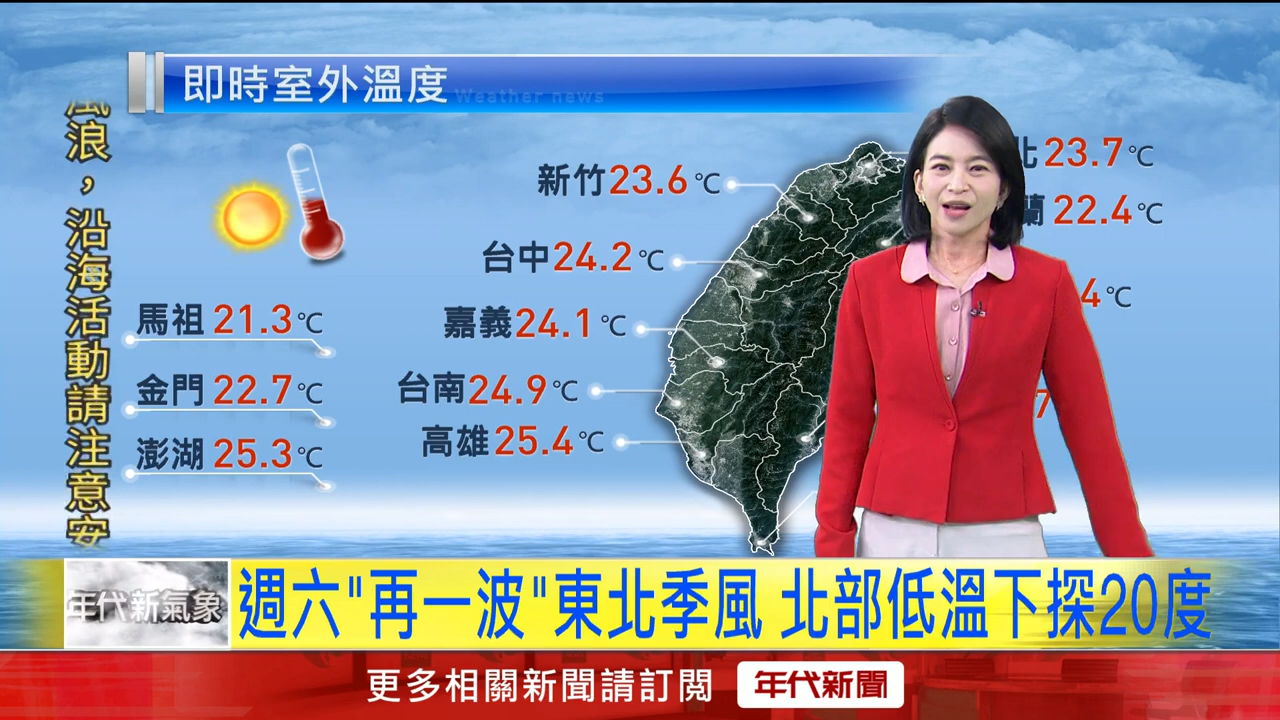 即時室外溫度
Weather news
浪，沿海活動請注意安
新竹23.6℃
北23.7℃
蘭22.4℃
台中24.2℃
4℃
馬祖21.3℃
嘉義24.1℃
金門22.7℃
台南24.9℃
7
高雄25.4℃
澎湖25.3℃
年代新氣象
週六"再一波"東北季風 北部低溫下探20度
更多相關新聞請訂閱
年代新聞